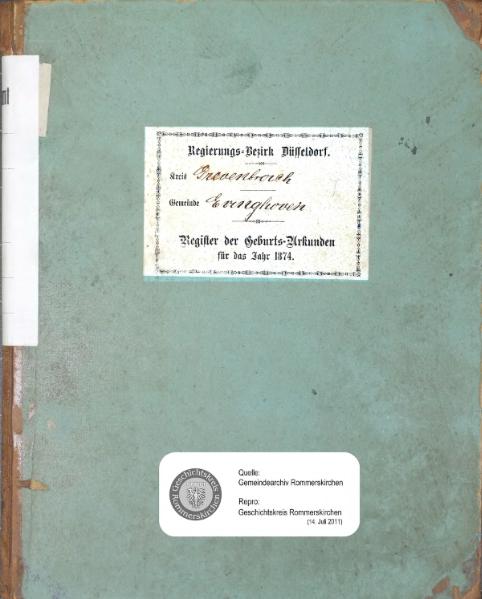 Regierungs-Bezirk Düsseldorf.
Kreis Grevenbroich
Gemeinde Evinghoven
Register der Geburts-Urkunden
für das Jahr 1874.
Geschichtskreis
Rommerskirchen
Quelle:
Gemeindearchiv Rommerskirchen
Repro:
Geschichtskreis Rommerskirchen
(14. Juli 2011)